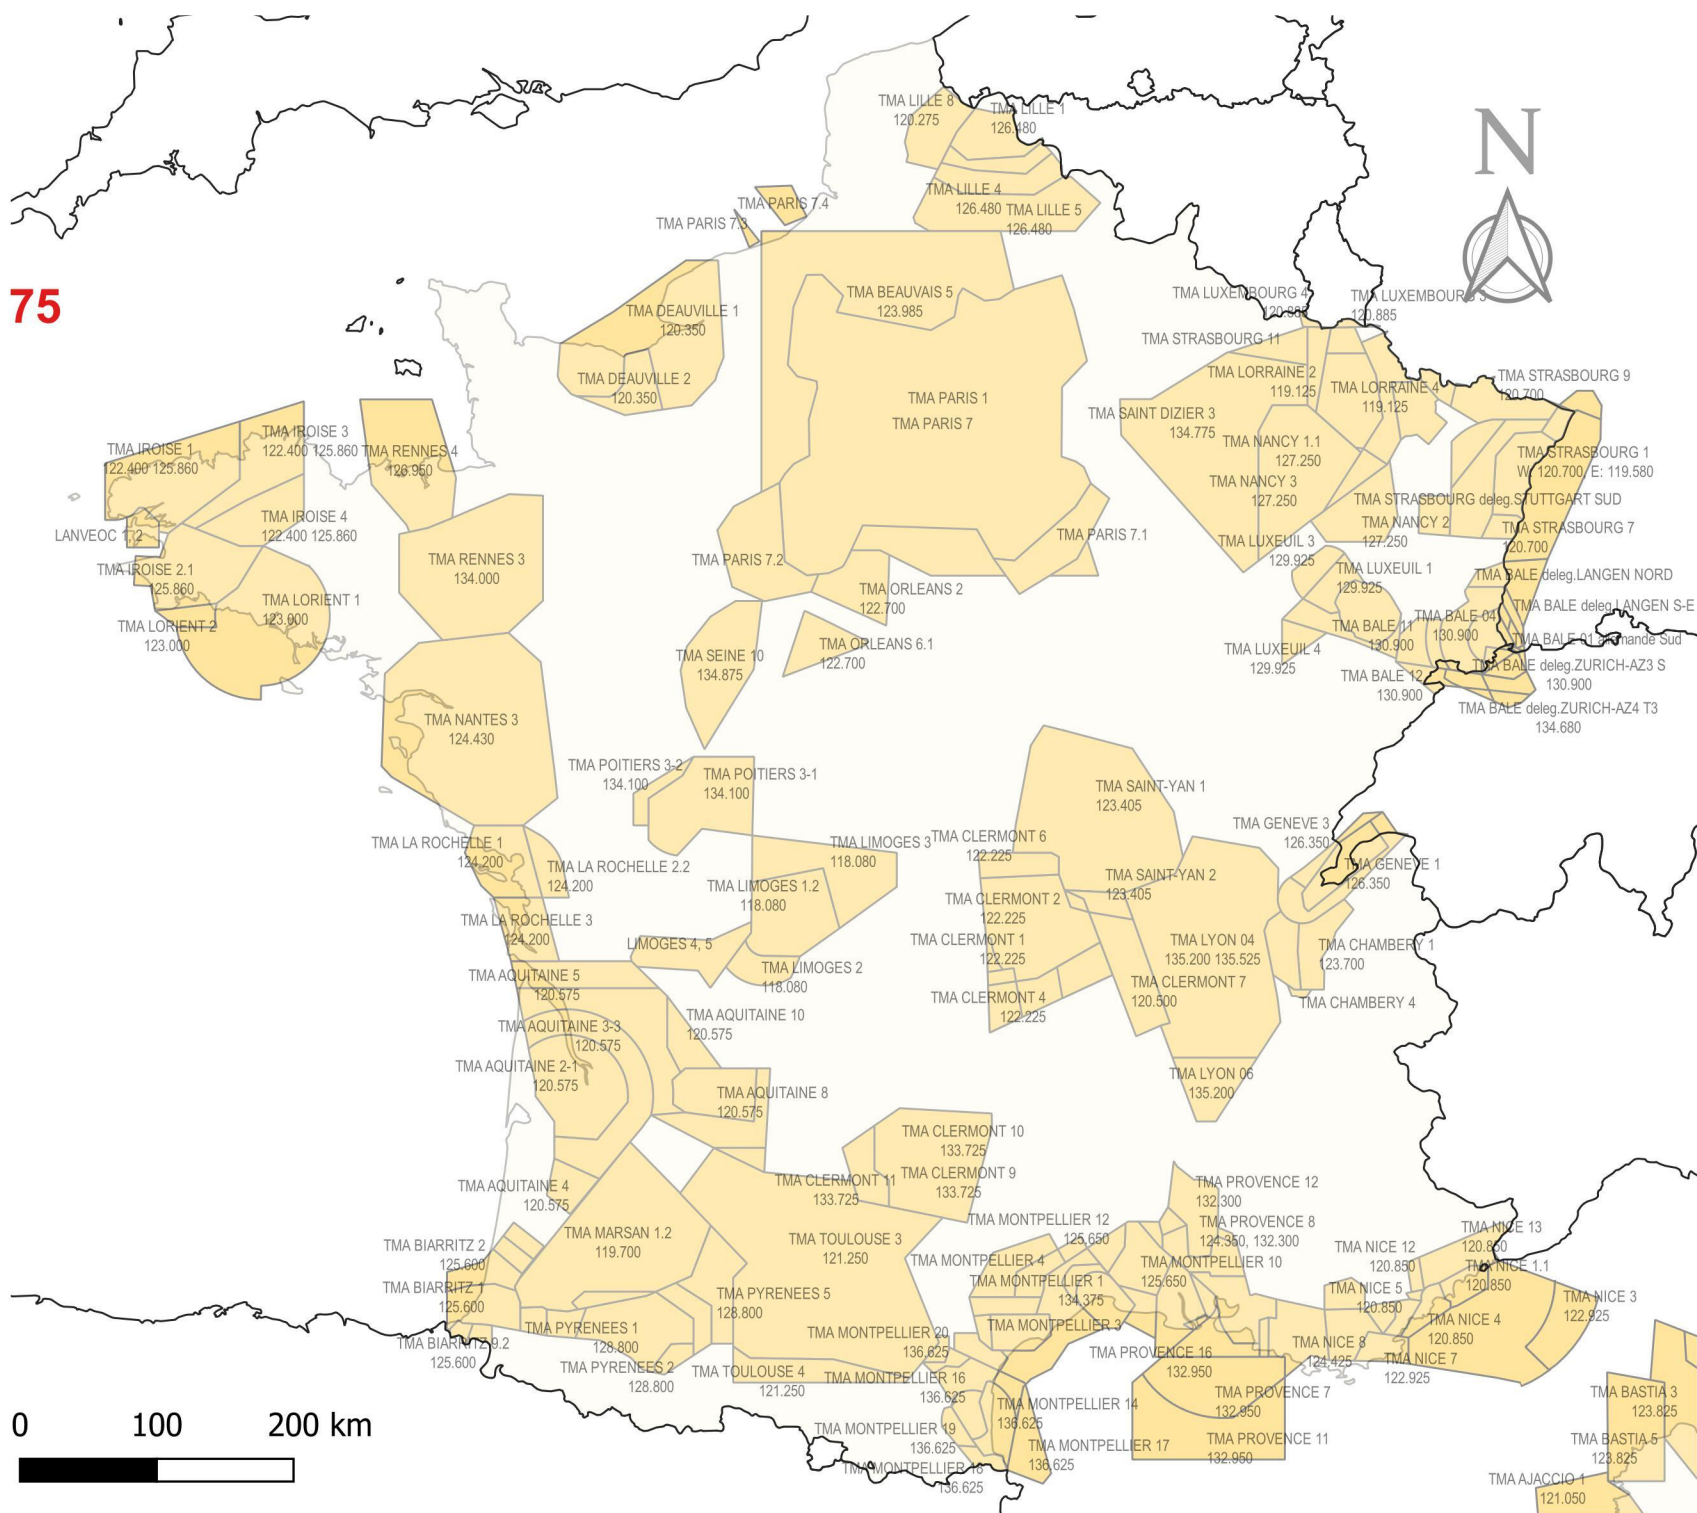 TMA LILLE 8
120.275
TMA LILLE 1
126.480
N
TMA LILLE 4
126.480
TMA LILLE 5
126.480
TMA PARIS 7.4
TMA PARIS 7.3
75
TMA BEAUVAIS 5
123.985
TMA DEAUVILLE 1
120.350
TMA DEAUVILLE 2
120.350
TMA PARIS 1
TMA PARIS 7
TMA LUXEMBOURG 4
120.885
TMA LUXEMBOURG 3
120.885
TMA STRASBOURG 11
TMA LORRAINE 2
119.125
TMA LORRAINE 4
119.125
TMA STRASBOURG 9
120.700
TMA SAINT DIZIER 3
134.775
TMA NANCY 1.1
127.250
TMA NANCY 3
127.250
TMA STRASBOURG 1
W: 120.700, E: 119.580
TMA STRASBOURG deleg.STUTTGART SUD
TMA NANCY 2
127.250
TMA STRASBOURG 7
120.700
TMA IROISE 1
122.400 125.860
TMA IROISE 3
122.400 125.860
TMA RENNES 4
126.950
TMA IROISE 4
122.400 125.860
LANVEOC 1, 2
TMA IROISE 2.1
125.860
TMA LORIENT 1
123.000
TMA LORIENT 2
123.000
TMA RENNES 3
134.000
TMA PARIS 7.2
TMA PARIS 7.1
TMA ORLEANS 2
122.700
TMA ORLEANS 6.1
122.700
TMA SEINE 10
134.875
TMA LUXEUIL 3
129.925
TMA LUXEUIL 1
129.925
TMA LUXEUIL 4
129.925
TMA BALE deleg.LANGEN NORD
TMA BALE deleg.LANGEN S-E
TMA BALE 04
130.900
TMA BALE 11
130.900
TMA BALE 01 allemande Sud
TMA BALE deleg.ZURICH-AZ3 S
130.900
TMA BALE 12
130.900
TMA BALE deleg.ZURICH-AZ4 T3
134.680
TMA NANTES 3
124.430
TMA POITIERS 3-2
134.100
TMA POITIERS 3-1
134.100
TMA SAINT-YAN 1
123.405
TMA SAINT-YAN 2
123.405
TMA GENEVE 3
126.350
TMA GENEVE 1
126.350
TMA LA ROCHELLE 1
124.200
TMA LA ROCHELLE 2.2
124.200
TMA LA ROCHELLE 3
124.200
TMA LIMOGES 3
118.080
TMA LIMOGES 1.2
118.080
LIMOGES 4, 5
TMA LIMOGES 2
118.080
TMA CLERMONT 6
122.225
TMA CLERMONT 2
122.225
TMA CLERMONT 1
122.225
TMA CLERMONT 4
122.225
TMA LYON 04
135.200 135.525
TMA CLERMONT 7
120.500
TMA CHAMBERY 1
123.700
TMA CHAMBERY 4
TMA LYON 06
135.200
TMA AQUITAINE 5
120.575
TMA AQUITAINE 3-3
120.575
TMA AQUITAINE 10
120.575
TMA AQUITAINE 2-1
120.575
TMA AQUITAINE 8
120.575
TMA AQUITAINE 4
120.575
TMA CLERMONT 10
133.725
TMA CLERMONT 9
133.725
TMA CLERMONT 11
133.725
TMA MARSAN 1.2
119.700
TMA TOULOUSE 3
121.250
TMA BIARRITZ 2
125.600
TMA BIARRITZ 1
125.600
TMA BIARRITZ 9.2
125.600
TMA PYRENEES 5
128.800
TMA PYRENEES 1
128.800
TMA PYRENEES 2
128.800
TMA TOULOUSE 4
121.250
TMA PROVENCE 12
132.300
TMA PROVENCE 8
124.350, 132.300
TMA MONTPELLIER 12
125.650
TMA MONTPELLIER 4
TMA MONTPELLIER 10
125.650
TMA MONTPELLIER 1
134.375
TMA MONTPELLIER 3
TMA MONTPELLIER 20
136.625
TMA MONTPELLIER 16
136.625
TMA MONTPELLIER 14
136.625
TMA MONTPELLIER 19
136.625
TMA MONTPELLIER 17
136.625
TMA MONTPELLIER 18
136.625
TMA PROVENCE 16
132.950
TMA PROVENCE 7
132.950
TMA PROVENCE 11
132.950
TMA NICE 13
120.850
TMA NICE 12
120.850
TMA NICE 1.1
120.850
TMA NICE 5
120.850
TMA NICE 3
122.925
TMA NICE 4
120.850
TMA NICE 8
124.425
TMA NICE 7
122.925
TMA BASTIA 3
123.825
TMA BASTIA 5
123.825
TMA AJACCIO 1
121.050
0 100 200 km